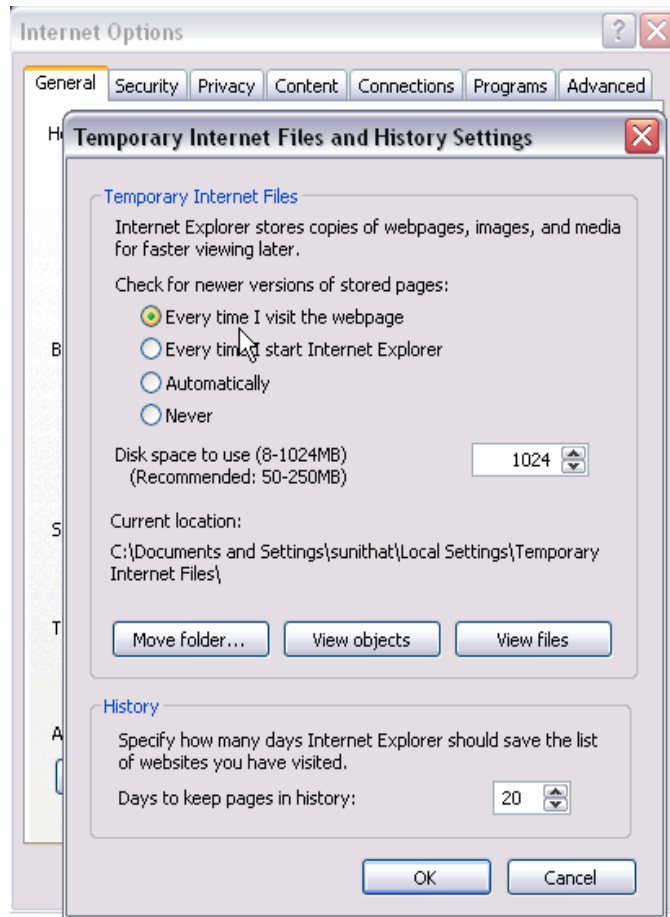 Internet Options
General Security Privacy Content Connections Programs Advanced
H
Temporary Internet Files and History Settings
Temporary Internet Files
Internet Explorer stores copies of webpages, images, and media
for faster viewing later.
Check for newer versions of stored pages:
Every time I visit the webpage
B
Every time I start Internet Explorer
Automatically
Never
Disk space to use (8-1024MB) 1024
(Recommended: 50-250MB)
S
Current location:
C:\Documents and Settings\sunithat\Local Settings\Temporary
Internet Files\
T
Move folder... View objects View files
History
A
Specify how many days Internet Explorer should save the list
of websites you have visited.
Days to keep pages in history: 20
OK Cancel